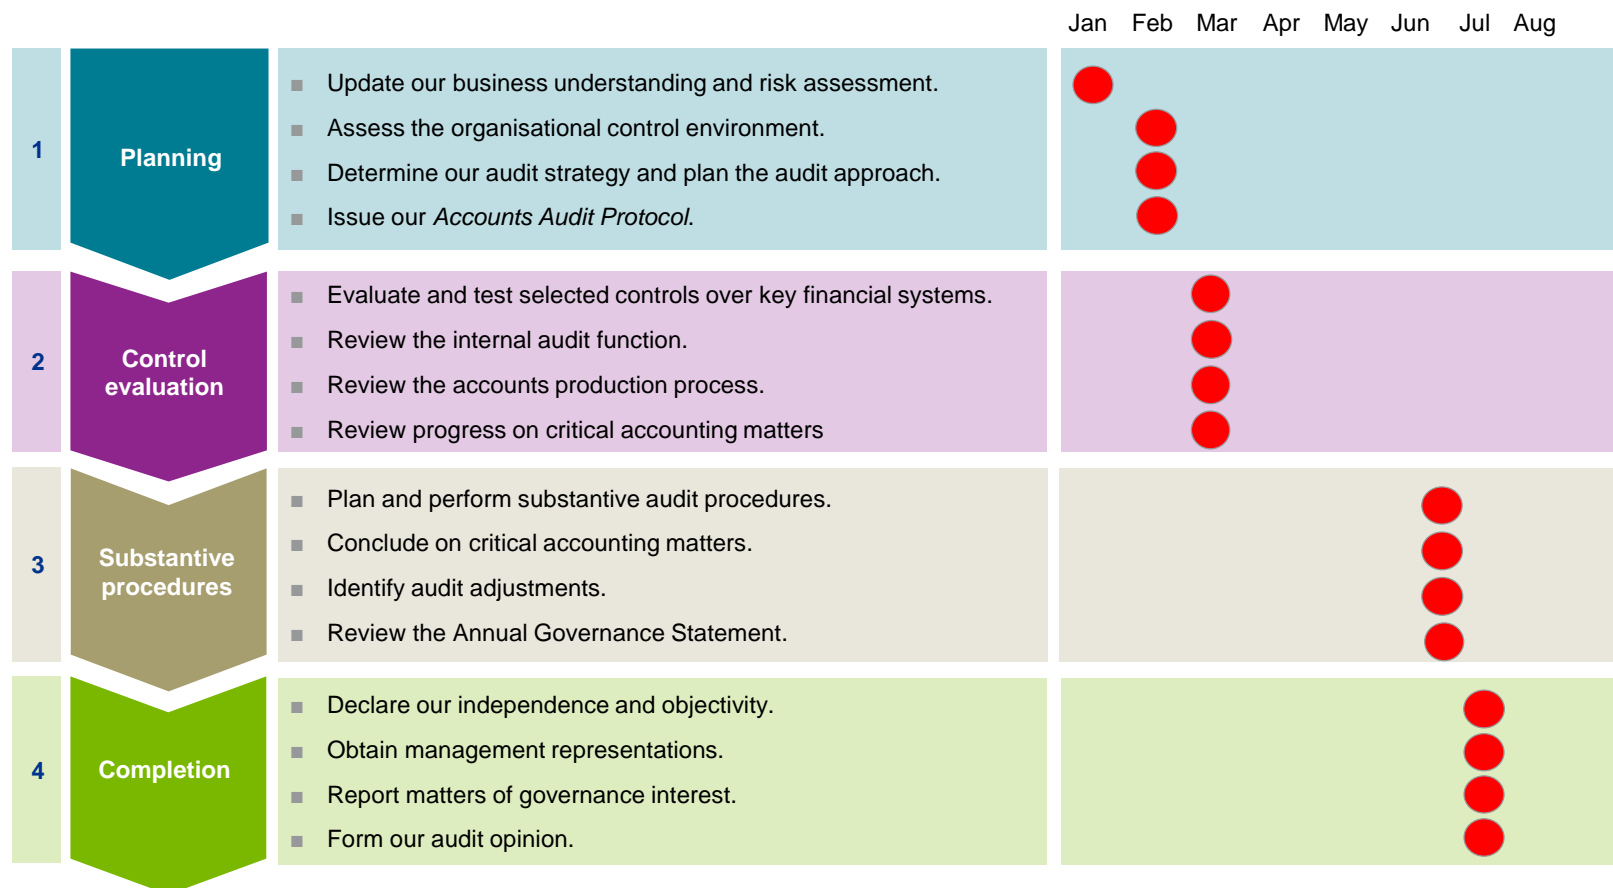 Jan Feb Mar Apr May Jun Jul Aug
1
Planning
■ Update our business understanding and risk assessment.
■ Assess the organisational control environment.
■ Determine our audit strategy and plan the audit approach.
■ Issue our Accounts Audit Protocol.
2
Control
evaluation
■ Evaluate and test selected controls over key financial systems.
■ Review the internal audit function.
■ Review the accounts production process.
■ Review progress on critical accounting matters
3
Substantive
procedures
■ Plan and perform substantive audit procedures.
■ Conclude on critical accounting matters.
■ Identify audit adjustments.
■ Review the Annual Governance Statement.
4
Completion
■ Declare our independence and objectivity.
■ Obtain management representations.
■ Report matters of governance interest.
■ Form our audit opinion.